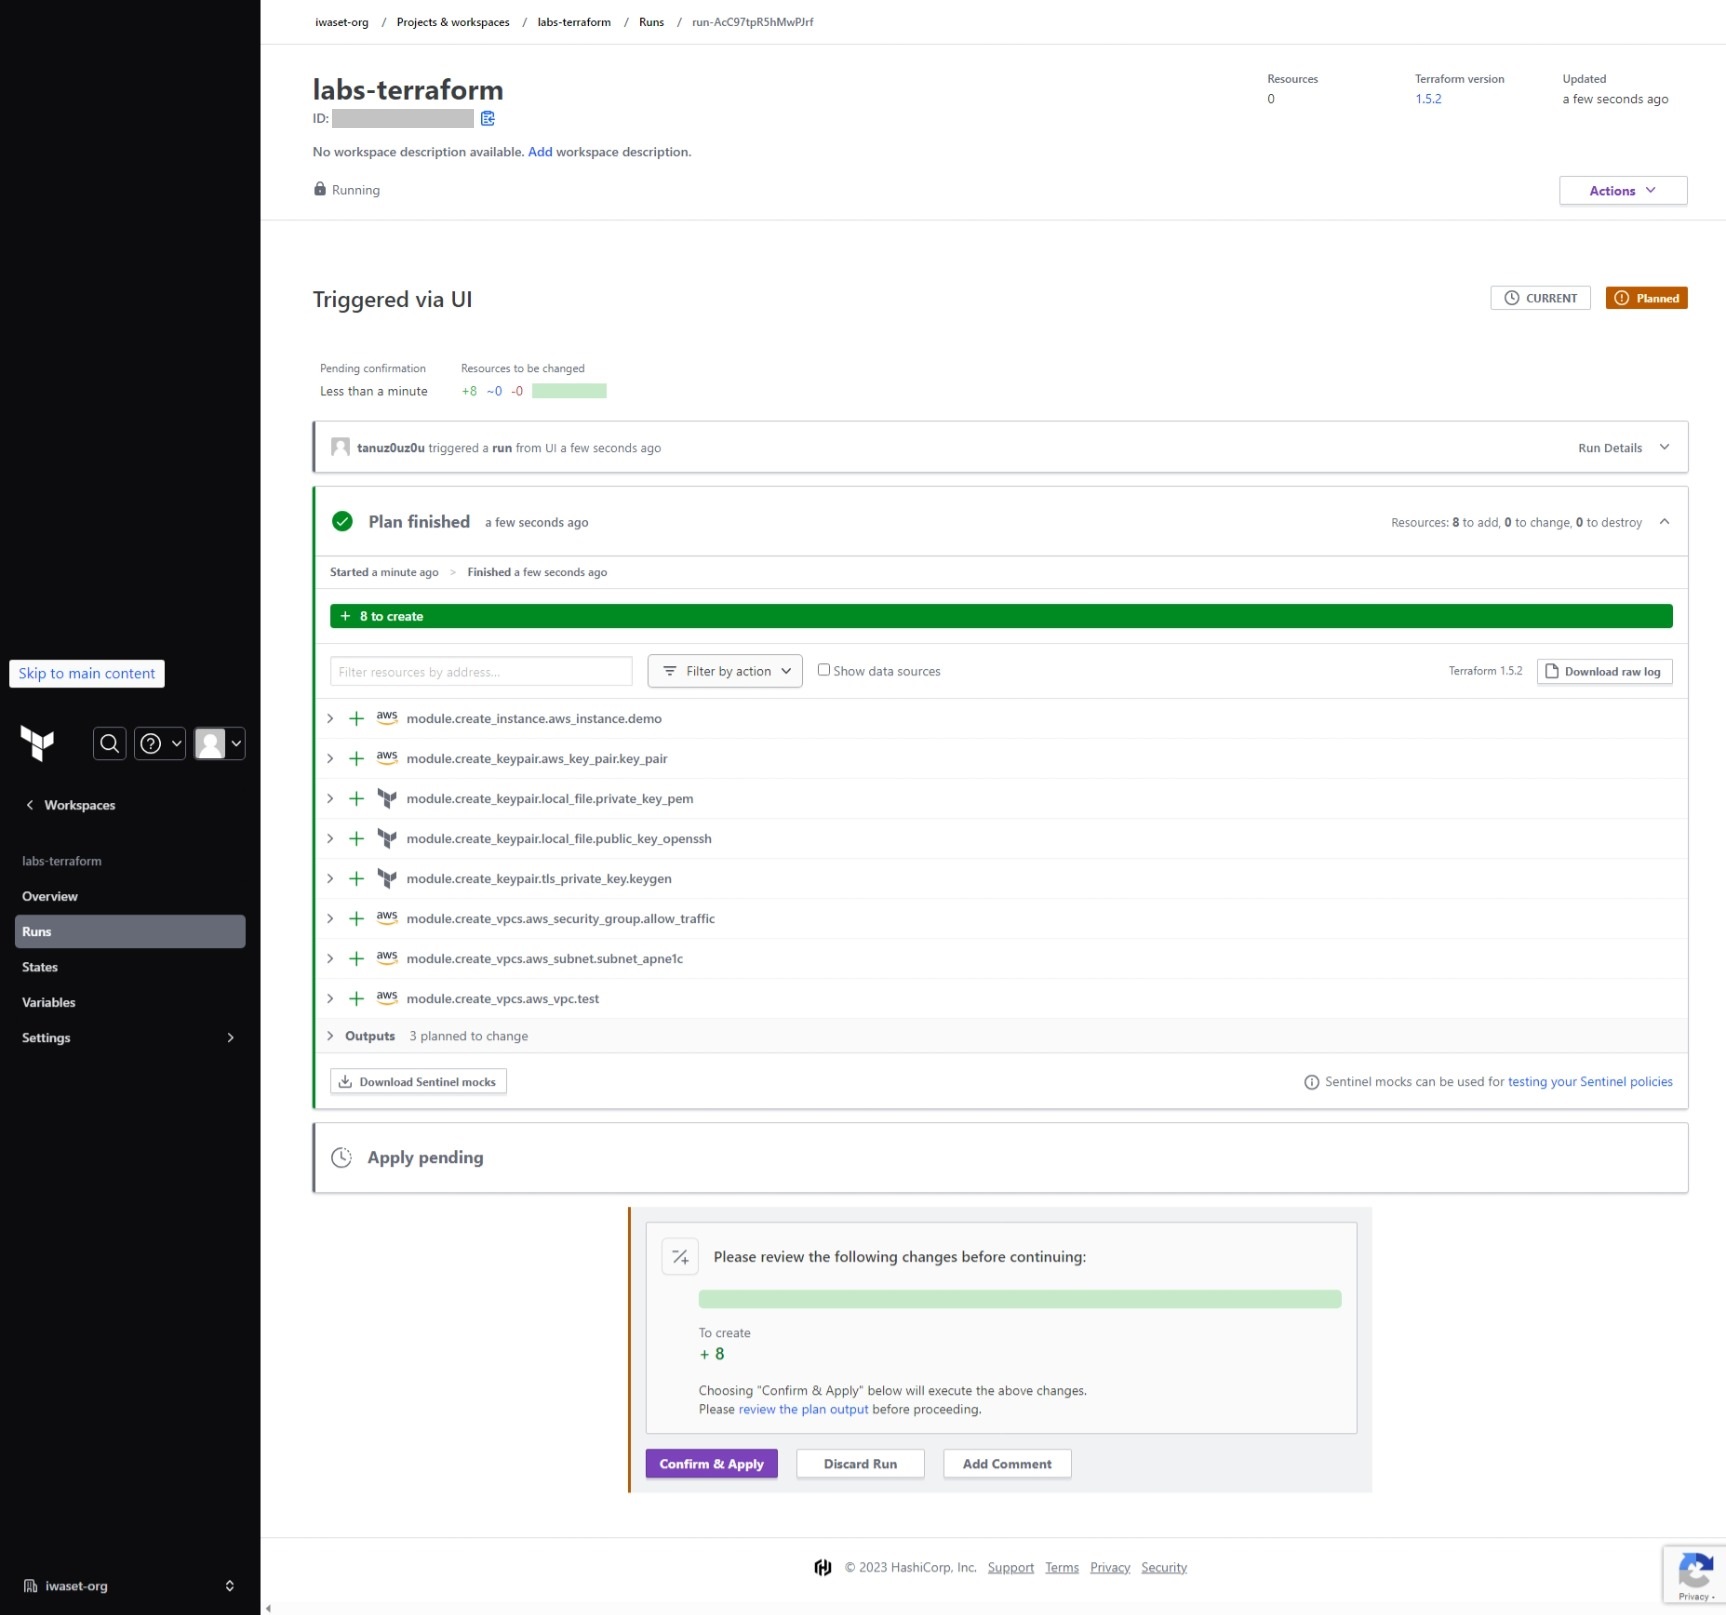 iwaset-org / Projects & workspaces / labs-terraform / Runs / run-AcC97tpR5hMwPJrf
labs-terraform
ID:
No workspace description available. Add workspace description.
Running
Resources
0
Terraform version
1.5.2
Updated
a few seconds ago
Actions
Triggered via UI
CURRENT
Planned
Pending confirmation
Less than a minute
Resources to be changed
+8 ~0 -0
tanuz0uz0u triggered a run from UI a few seconds ago
Run Details
Plan finished a few seconds ago
Resources: 8 to add, 0 to change, 0 to destroy
Started a minute ago > Finished a few seconds ago
+ 8 to create
Filter resources by address...
Filter by action
Show data sources
Terraform 1.5.2
Download raw log
aws module.create_instance.aws_instance.demo
aws module.create_keypair.aws_key_pair.key_pair
module.create_keypair.local_file.private_key_pem
module.create_keypair.local_file.public_key_openssh
module.create_keypair.tls_private_key.keygen
aws module.create_vpcs.aws_security_group.allow_traffic
aws module.create_vpcs.aws_subnet.subnet_apne1c
aws module.create_vpcs.aws_vpc.test
Outputs 3 planned to change
Download Sentinel mocks
Sentinel mocks can be used for testing your Sentinel policies
Apply pending
Please review the following changes before continuing:
To create
+ 8
Choosing "Confirm & Apply" below will execute the above changes.
Please review the plan output before proceeding.
Confirm & Apply
Discard Run
Add Comment
© 2023 HashiCorp, Inc. Support Terms Privacy Security
Privacy -
Skip to main content
Workspaces
labs-terraform
Overview
Runs
States
Variables
Settings
iwaset-org